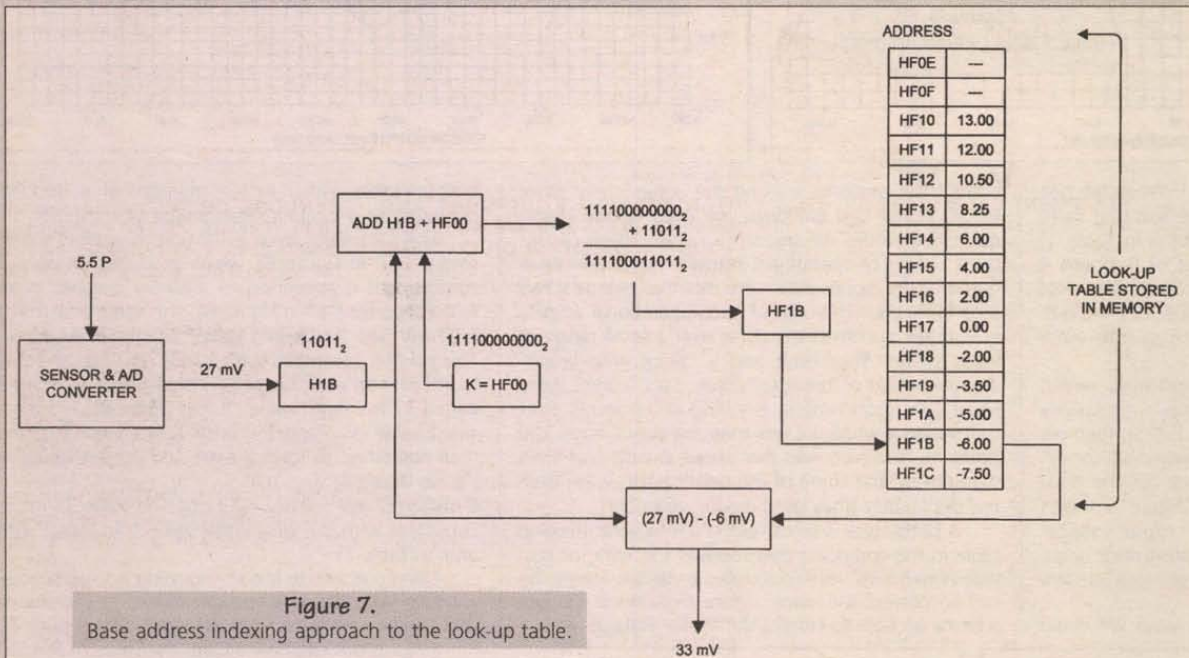 ADDRESS
HF0E ---
HF0F ---
HF10 13.00
HF11 12.00
HF12 10.50
HF13 8.25
HF14 6.00
HF15 4.00
HF16 2.00
HF17 0.00
HF18 -2.00
HF19 -3.50
HF1A -5.00
HF1B -6.00
HF1C -7.50
LOOK-UP
TABLE STORED
IN MEMORY
ADD H1B + HF00
111100000000₂
+ 11011₂
111100011011₂
HF1B
5.5 P
SENSOR & A/D
CONVERTER
27 mV
11011₂
H1B
111100000000₂
K = HF00
(27 mV) - (-6 mV)
33 mV
Figure 7.
Base address indexing approach to the look-up table.